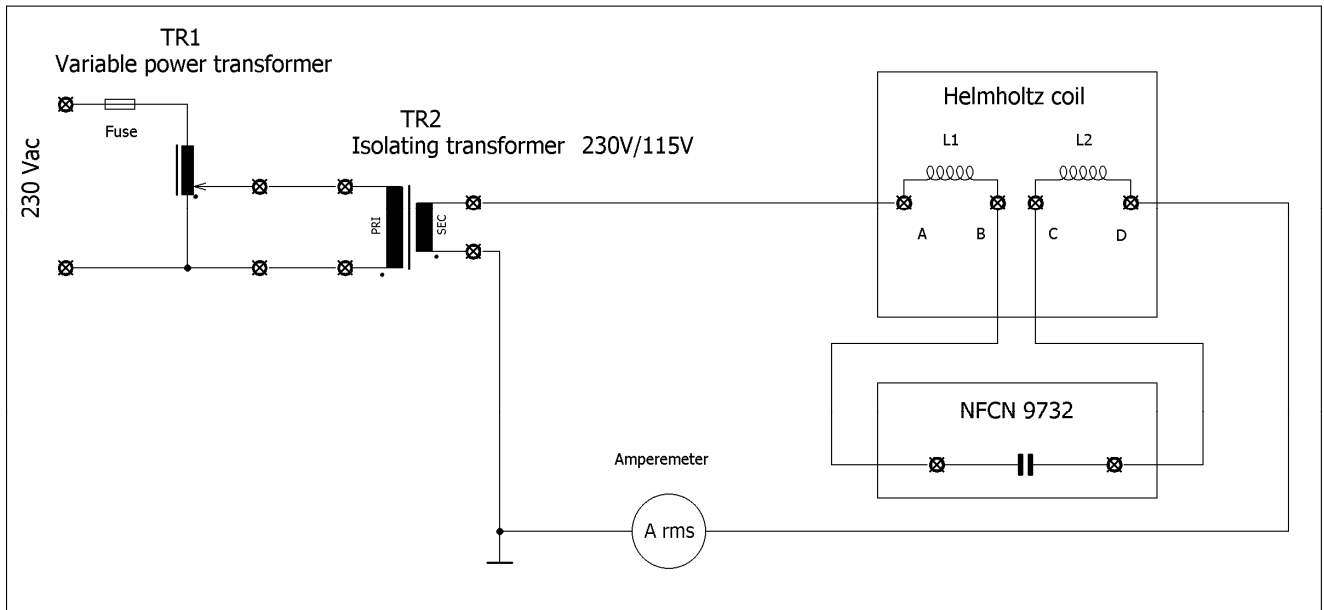 TR1
Variable power transformer
Fuse
230 Vac
TR2
Isolating transformer 230V/115V
PRI
SEC
Helmholtz coil
L1
L2
A
B
C
D
NFCN 9732
Amperemeter
A rms